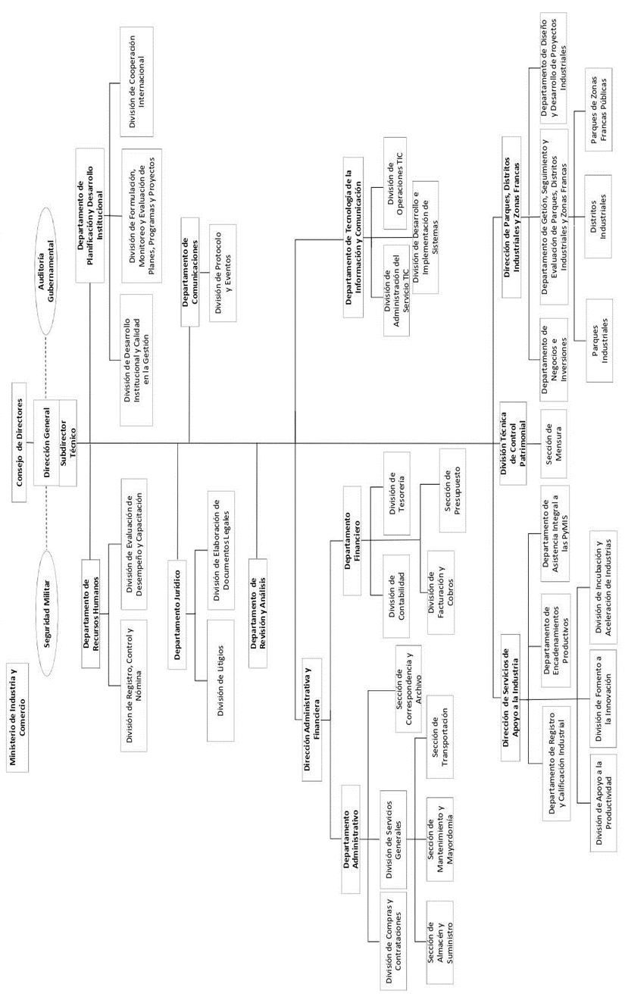 Ministerio de Industria y
Comercio
Consejo de Directores
Seguridad Militar
Dirección General
Auditoría
Gubernamental
Subdirector
Técnico
Departamento de
Recursos Humanos
División de Registro, Control y
Nómina
División de Evaluación de
Desempeño y Capacitación
Departamento de
Planificación y Desarrollo
Institucional
División de Desarrollo
Institucional y Calidad
en la Gestión
División de Formulación,
Monitoreo y Evaluación de
Planes, Programas y Proyectos
División de Cooperación
Internacional
Departamento Jurídico
División de Litigios
División de Elaboración de
Documentos Legales
Departamento de
Comunicaciones
División de Protocolo
y Eventos
Departamento de
Revisión y Análisis
Dirección Administrativa y
Financiera
Departamento
Administrativo
División de Compras y
Contrataciones
División de Servicios
Generales
Sección de
Correspondencia y
Archivo
Sección de
Almacén y
Suministro
Sección de
Mantenimiento y
Mayordomía
Sección de
Transportación
Departamento
Financiero
División de
Contabilidad
División de
Tesorería
División de
Facturación y
Cobros
Sección de
Presupuesto
Departamento de Tecnología de la
Información y Comunicación
División de
Administración del
Servicio TIC
División de
Operaciones TIC
División de Desarrollo e
Implementación de
Sistemas
Dirección de Servicios de
Apoyo a la Industria
Departamento de Registro
y Calificación Industrial
Departamento de
Encadenamientos
Productivos
Departamento de
Asistencia Integral a
las PyMIS
División de Apoyo a la
Productividad
División de Fomento a
la Innovación
División de Incubación y
Aceleración de Industrias
División Técnica
de Control
Patrimonial
Sección de
Mensura
Dirección de Parques, Distritos
Industriales y Zonas Francas
Departamento de
Negocios e
Inversiones
Departamento de Getión, Seguimiento y
Evaluación de Parques, Distritos
Industriales y Zonas Francas
Departamento de Diseño
y Desarrollo de Proyectos
Industriales
Parques
Industriales
Distritos
Industriales
Parques de Zonas
Francas Públicas